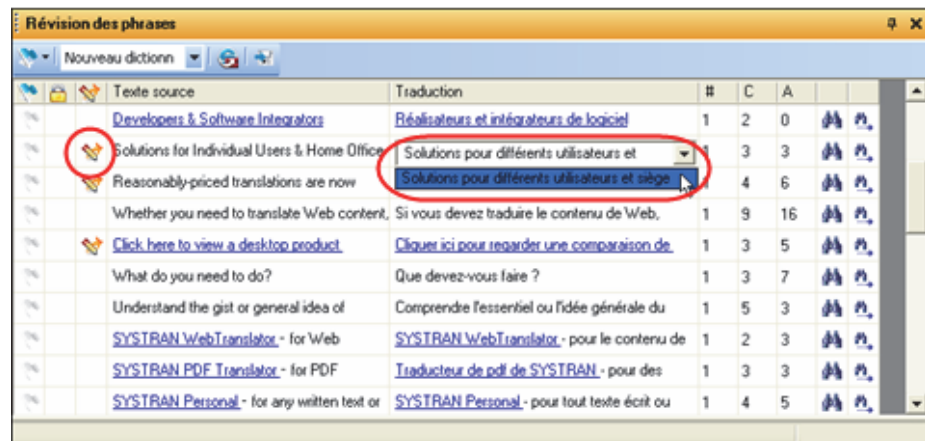 Révision des phrases
Nouveau dictionn
Texte source Traduction # C A
Developers & Software Integrators Réalisateurs et intégrateurs de logiciel 1 2 0
Solutions for Individual Users & Home Office Solutions pour différents utilisateurs et 1 3 3
Solutions pour différents utilisateurs et siège
Reasonably-priced translations are now 1 4 6
Whether you need to translate Web content, Si vous devez traduire le contenu de Web, 1 9 16
Click here to view a desktop product Cliquer ici pour regarder une comparaison de 1 3 5
What do you need to do? Que devez-vous faire ? 1 3 7
Understand the gist or general idea of Comprendre l'essentiel ou l'idée générale du 1 5 3
SYSTRAN WebTranslator - for Web SYSTRAN WebTranslator - pour le contenu de 1 2 3
SYSTRAN PDF Translator - for PDF Traducteur de pdf de SYSTRAN - pour des 1 3 3
SYSTRAN Personal - for any written text or SYSTRAN Personal - pour tout texte écrit ou 1 4 5